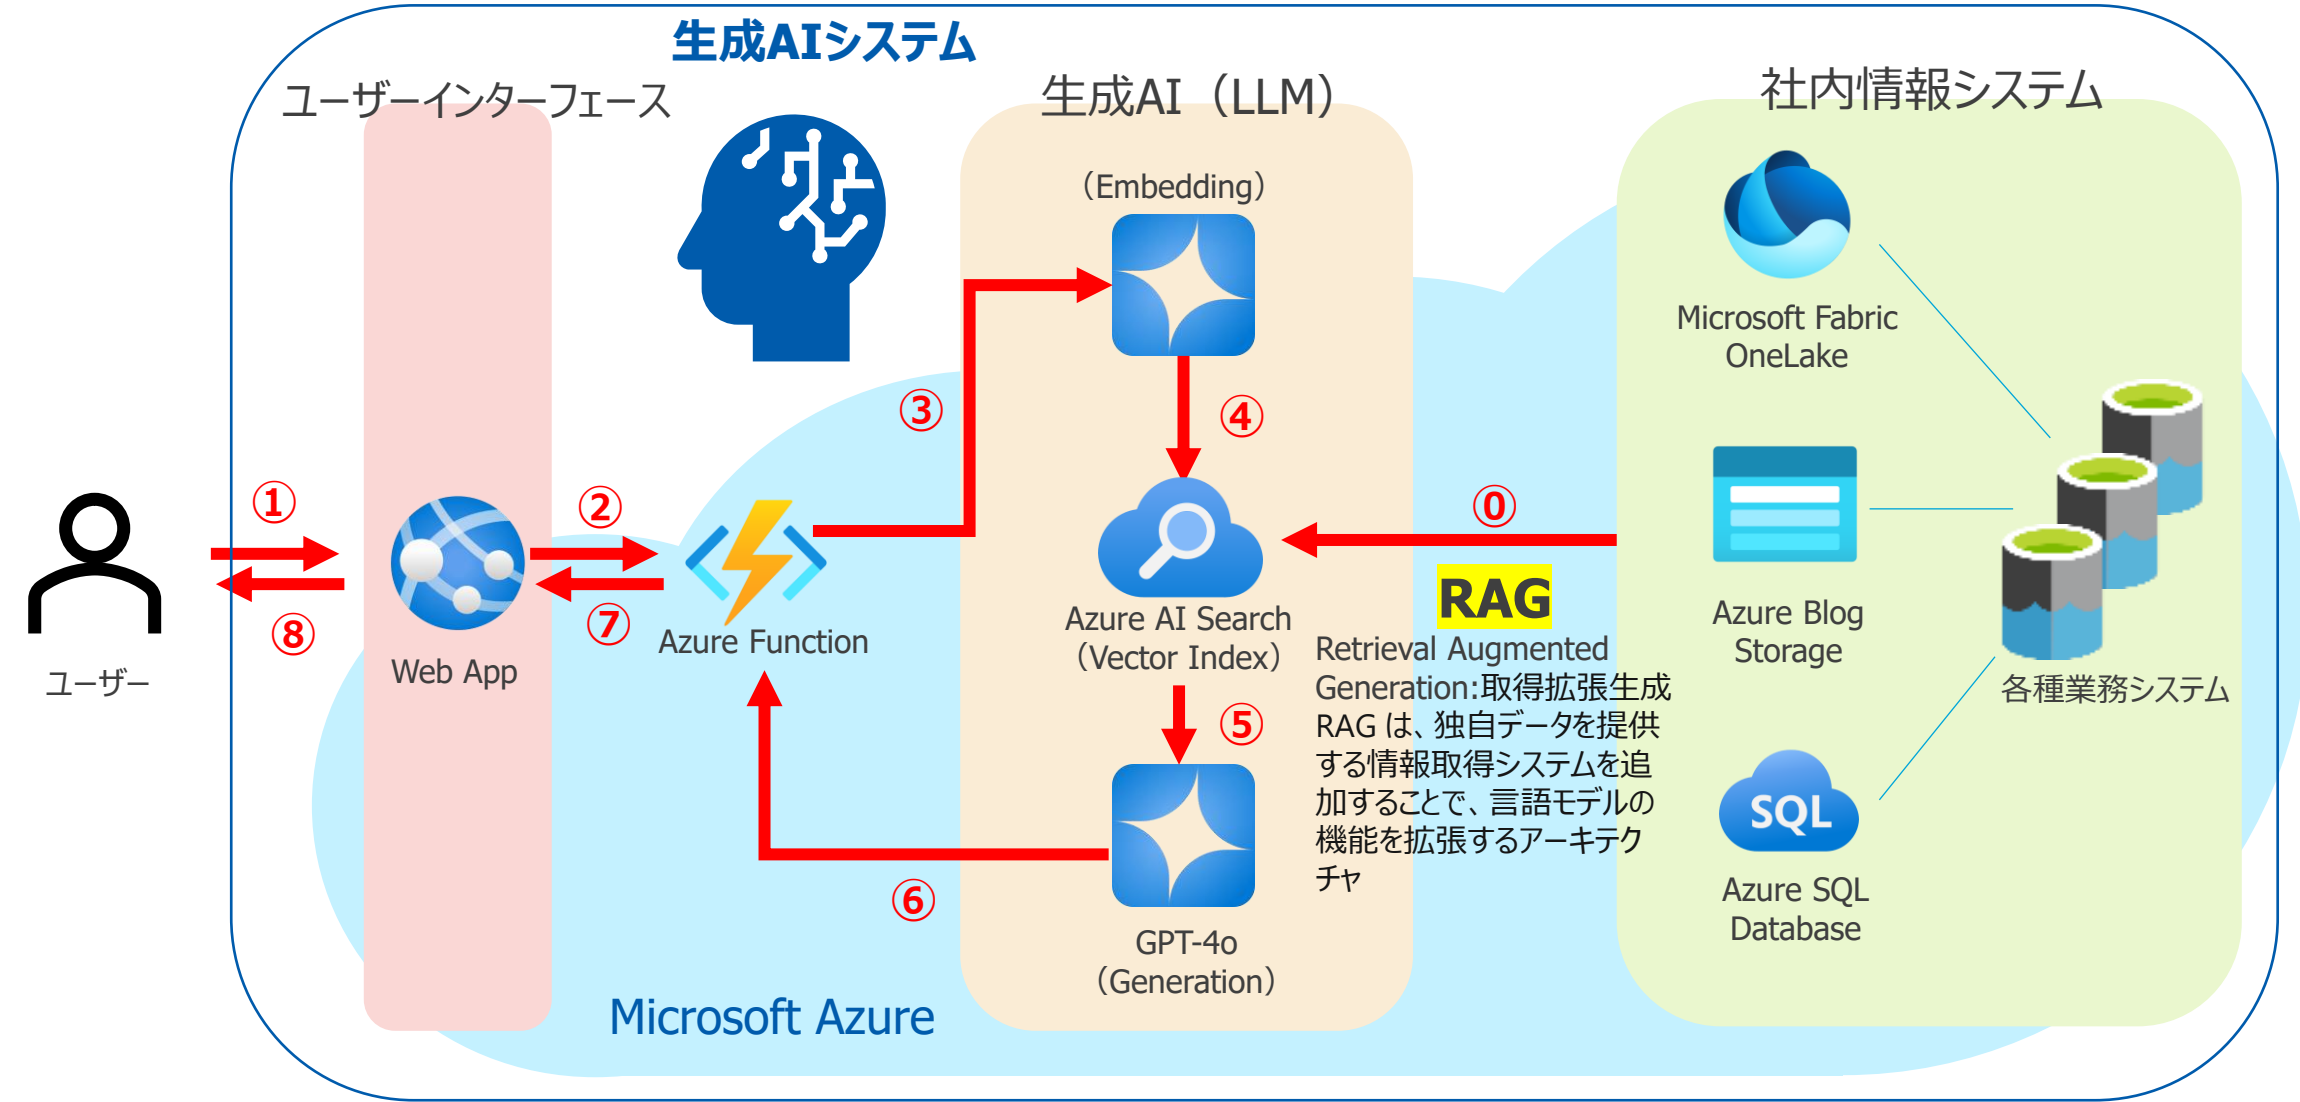 生成AIシステム
ユーザーインターフェース
生成AI（LLM）
社内情報システム
（Embedding）
Microsoft Fabric
OneLake
③
④
①
②
⓪
RAG
Azure Blog
Storage
Azure AI Search
（Vector Index）
Retrieval Augmented
Generation:取得拡張生成
RAG は、独自データを提供
する情報取得システムを追
加することで、言語モデルの
機能を拡張するアーキテク
チャ
⑧
⑦
Azure Function
Web App
ユーザー
各種業務システム
⑤
SQL
Azure SQL
Database
⑥
GPT-4o
（Generation）
Microsoft Azure